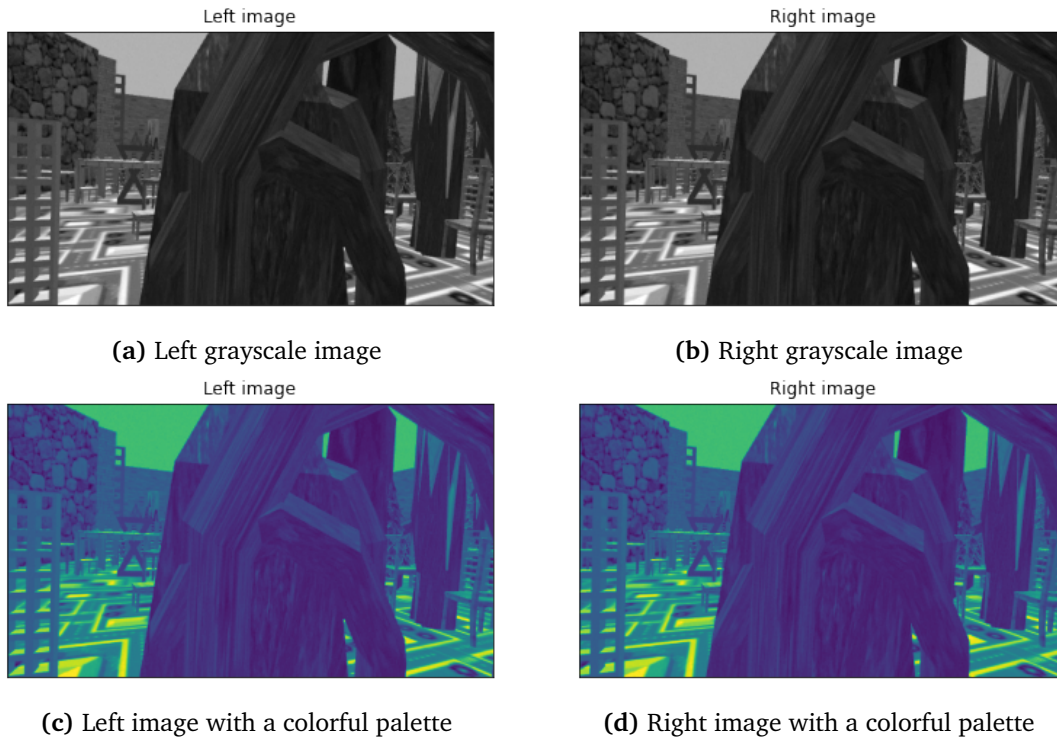 Left image
Right image
(a) Left grayscale image
(b) Right grayscale image
Left image
Right image
(c) Left image with a colorful palette
(d) Right image with a colorful palette